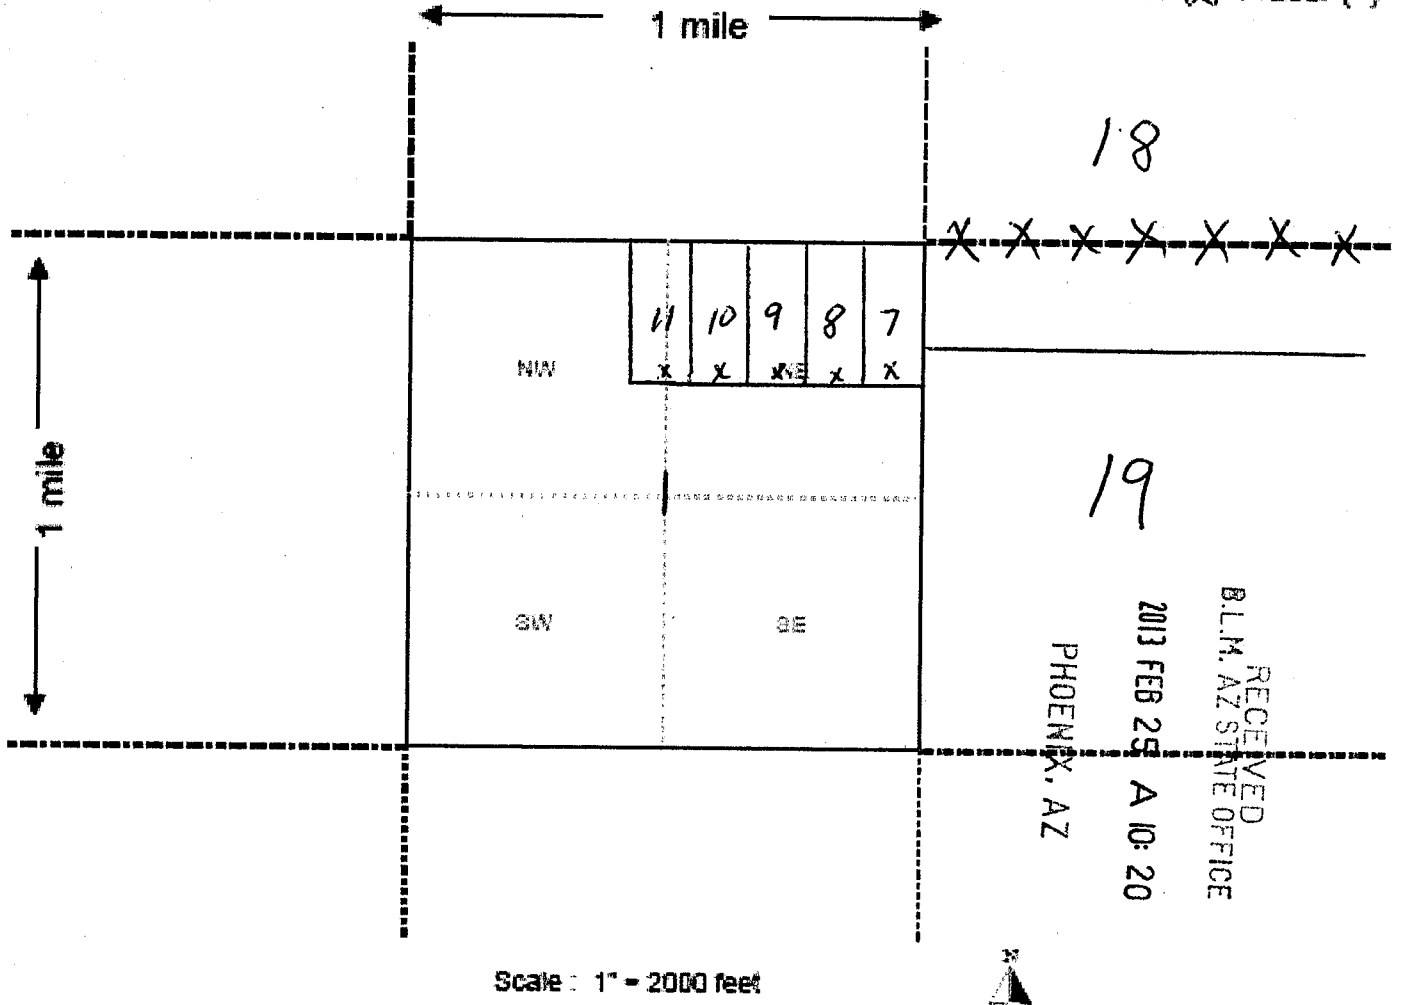 1 mile
18
11 10 9 8 7
x x x x x
NW
NE
1 mile
19
SW
SE
RECEIVED
B.L.M. AZ STATE OFFICE
2013 FEB 25 A 10: 20
PHOENIX, AZ
Scale : 1" = 2000 feet
N